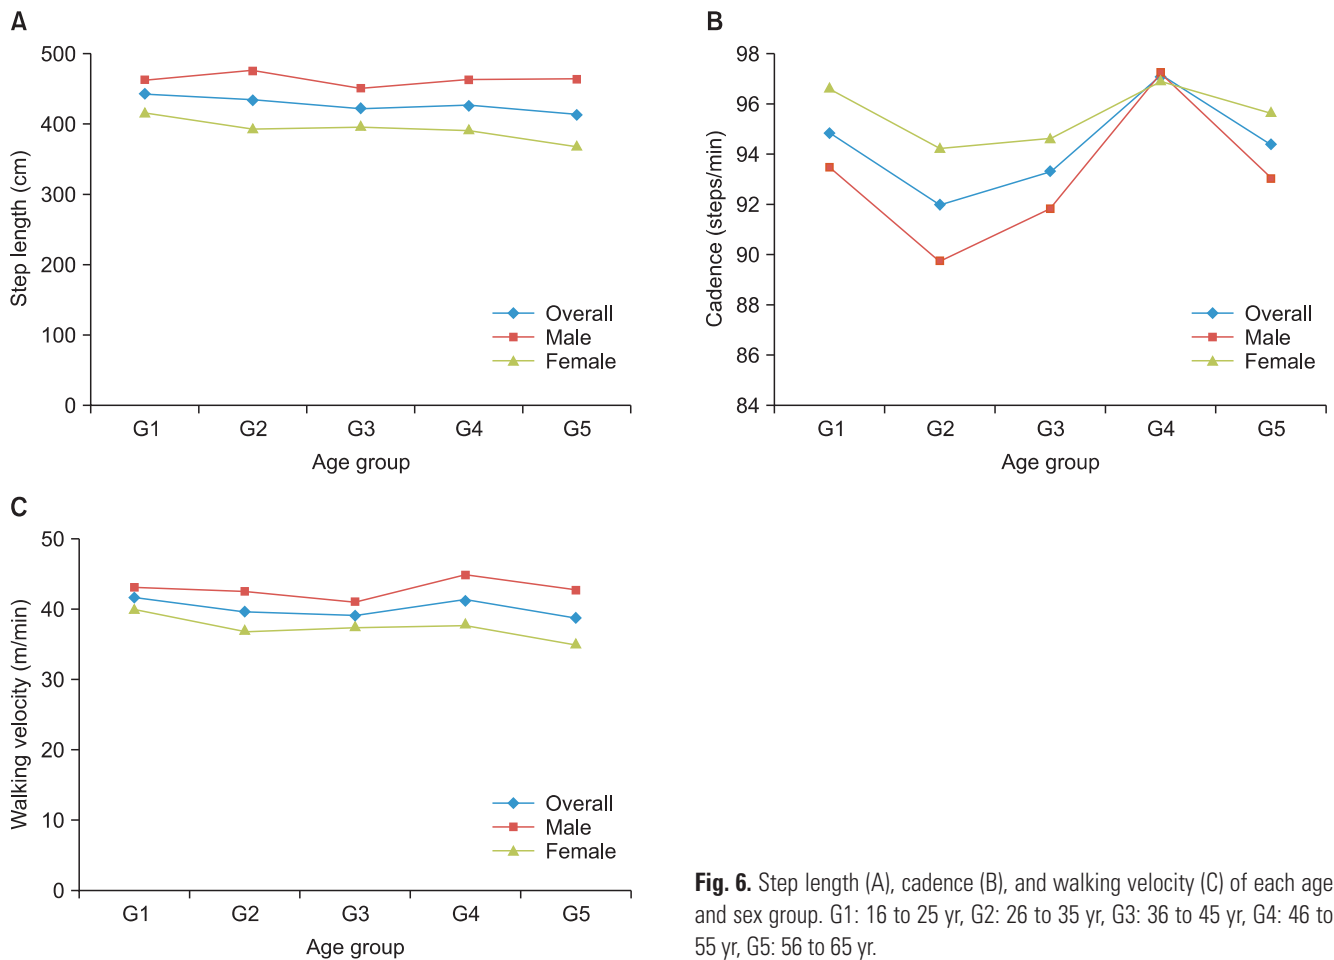 A
500
400
300
200
100
0
Step length (cm)
Overall
Male
Female
G1 G2 G3 G4 G5
Age group
B
98
96
94
92
90
88
86
84
Cadence (steps/min)
Overall
Male
Female
G1 G2 G3 G4 G5
Age group
C
50
40
30
20
10
0
Walking velocity (m/min)
Overall
Male
Female
G1 G2 G3 G4 G5
Age group
Fig. 6. Step length (A), cadence (B), and walking velocity (C) of each age
and sex group. G1: 16 to 25 yr, G2: 26 to 35 yr, G3: 36 to 45 yr, G4: 46 to
55 yr, G5: 56 to 65 yr.